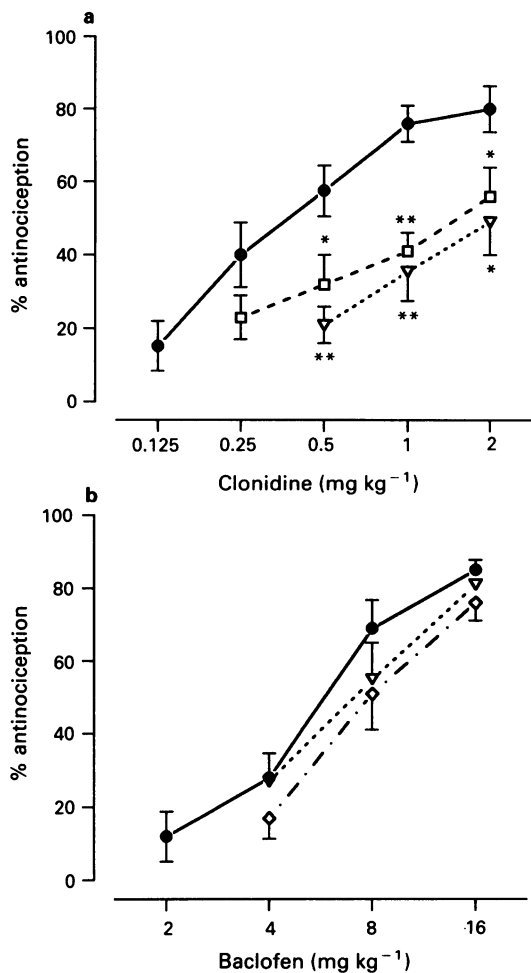 a
100
80
60
40
20
0
% antinociception
*
**
*
**
**
*
0.125 0.25 0.5 1 2
Clonidine (mg kg⁻¹)
b
100
80
60
40
20
0
% antinociception
2 4 8 16
Baclofen (mg kg⁻¹)